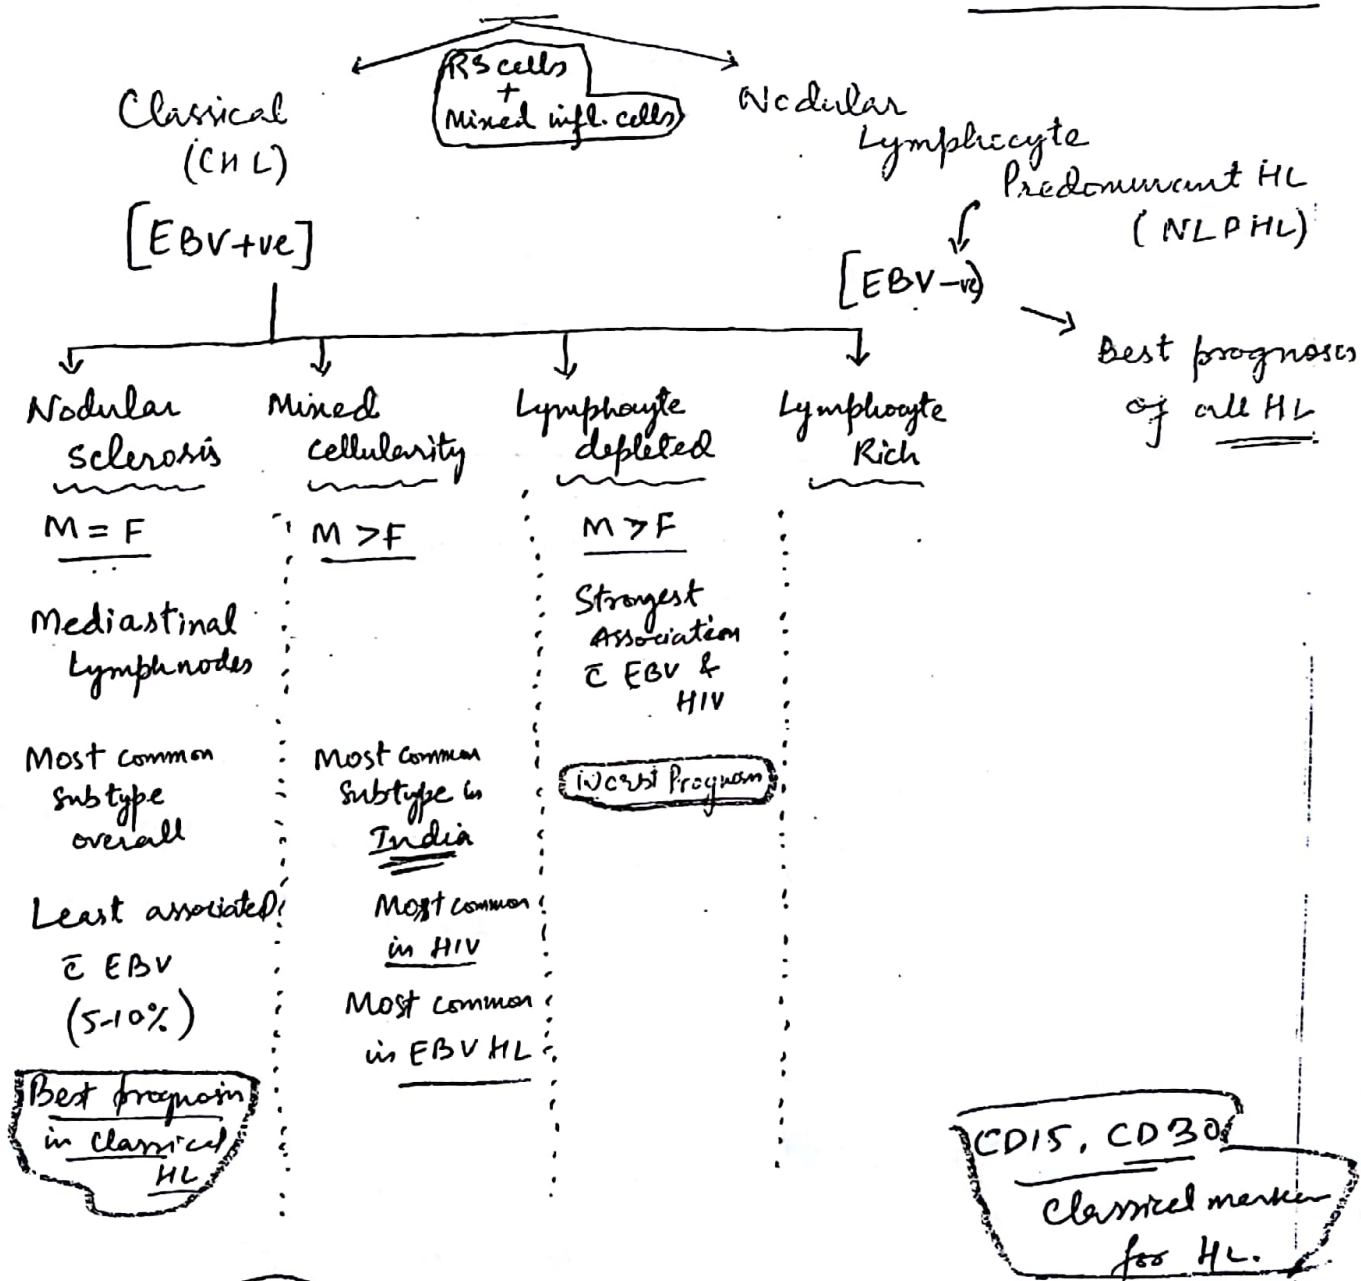 RS cells
+
Mixed infl. cells
Classical
(CHL)
[EBV+ve]
Nodular
Lymphocyte
Predominant HL
(NLPHL)
[EBV-ve]
Best prognosis
of all HL
Nodular
sclerosis
M = F
Mediastinal
Lymphnodes
Most common
subtype
overall
Least associated
c̄ EBV
(5-10%)
Best prognosis
in classical
HL
Mixed
cellularity
M > F
Most common
subtype in
India
Most common
in HIV
Most common
in EBV HL
Lymphocyte
depleted
M > F
Strongest
Association
c̄ EBV &
HIV
Worst Prognosis
Lymphocyte
Rich
CD15, CD30
Classical marker
for HL.